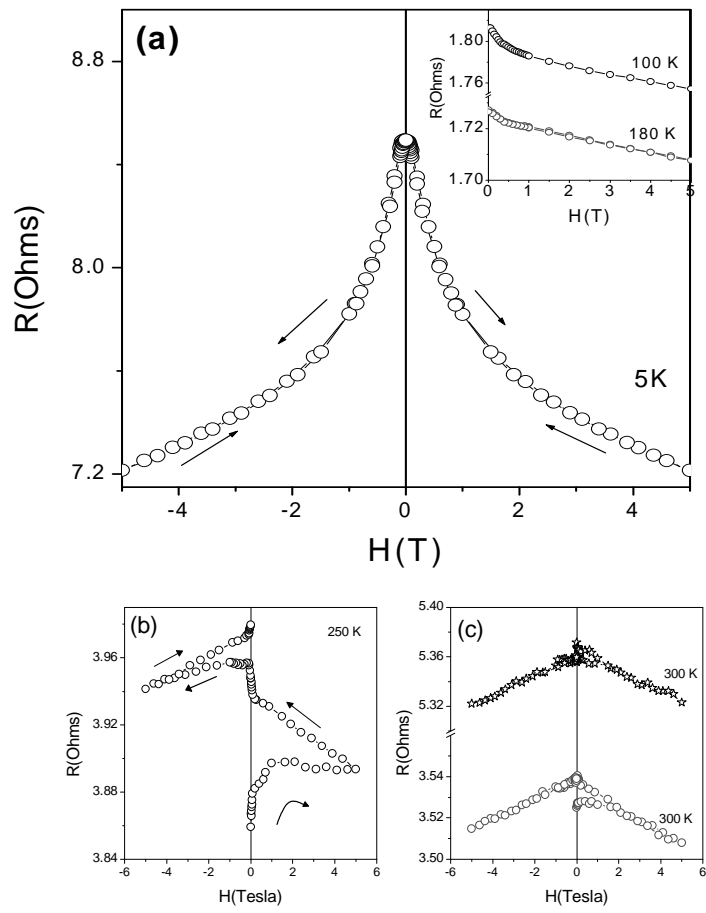 (a)
8.8
8.0
7.2
R(Ohms)
-4 -2 0 2 4
H(T)
5K
1.80
1.76
1.72
1.70
R(Ohms)
100 K
180 K
0 1 2 3 4 5
H(T)
(b)
250 K
3.96
3.92
3.88
3.84
R(Ohms)
-6 -4 -2 0 2 4 6
H(Tesla)
(c)
5.40
5.36
5.32
3.54
3.50
R(Ohms)
300 K
300 K
-6 -4 -2 0 2 4 6
H(Tesla)